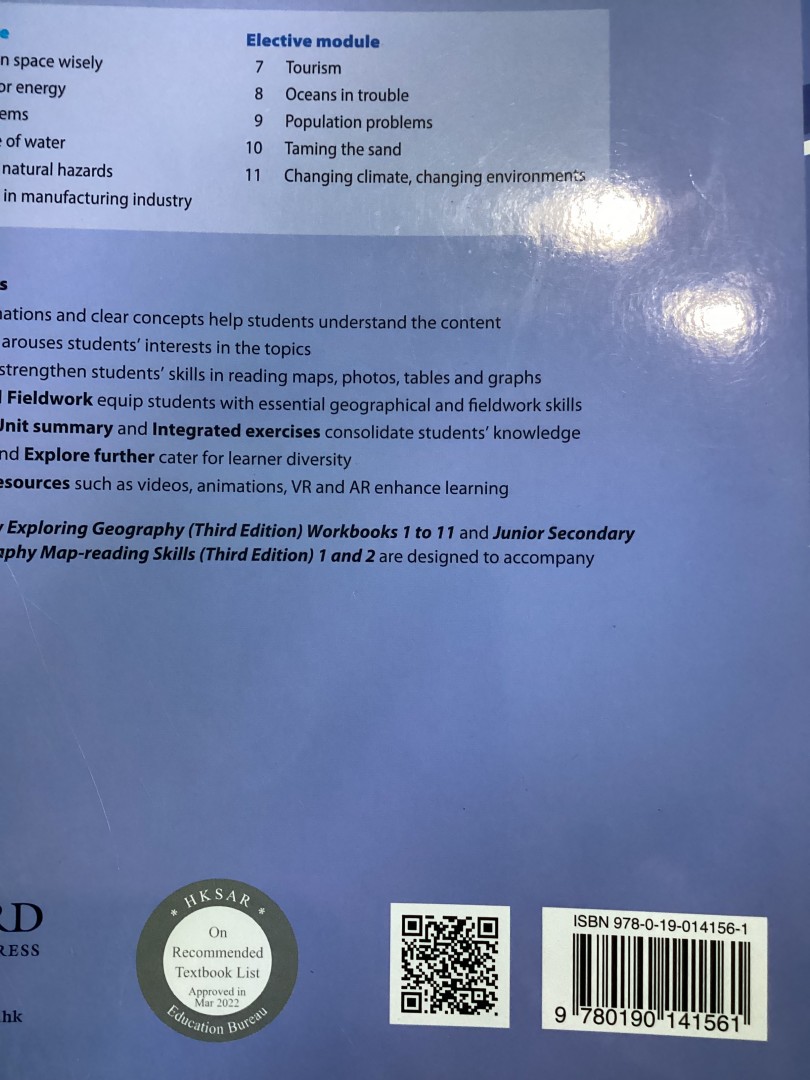 e
n space wisely
or energy
ems
of water
natural hazards
in manufacturing industry
Elective module
7 Tourism
8 Oceans in trouble
9 Population problems
10 Taming the sand
11 Changing climate, changing environments
s
ations and clear concepts help students understand the content
arouses students' interests in the topics
strengthen students' skills in reading maps, photos, tables and graphs
Fieldwork equip students with essential geographical and fieldwork skills
Unit summary and Integrated exercises consolidate students' knowledge
nd Explore further cater for learner diversity
esources such as videos, animations, VR and AR enhance learning
y Exploring Geography (Third Edition) Workbooks 1 to 11 and Junior Secondary
aphy Map-reading Skills (Third Edition) 1 and 2 are designed to accompany
RD
RESS
hk
* HKSAR *
On
Recommended
Textbook List
Approved in
Mar 2022
Education Bureau
ISBN 978-0-19-014156-1
9 780190 141561